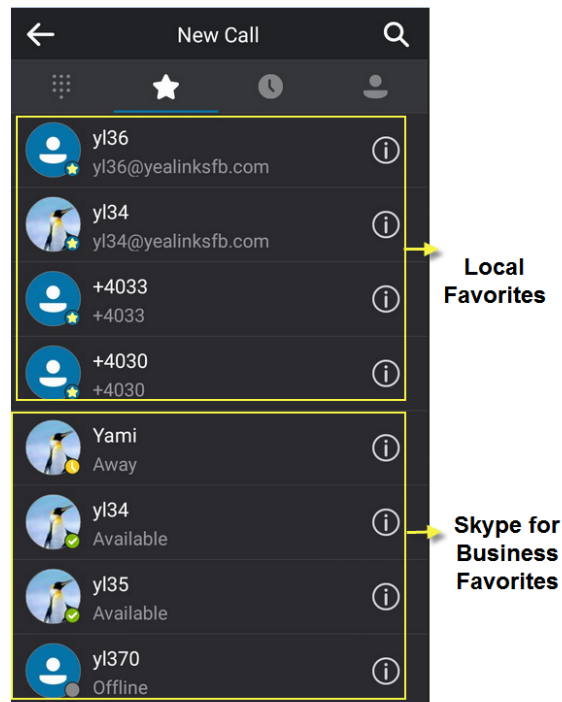 New Call
yl36
yl36@yealinksfb.com
yl34
yl34@yealinksfb.com
+4033
+4033
+4030
+4030
Local
Favorites
Yami
Away
yl34
Available
yl35
Available
yl370
Offline
Skype for
Business
Favorites